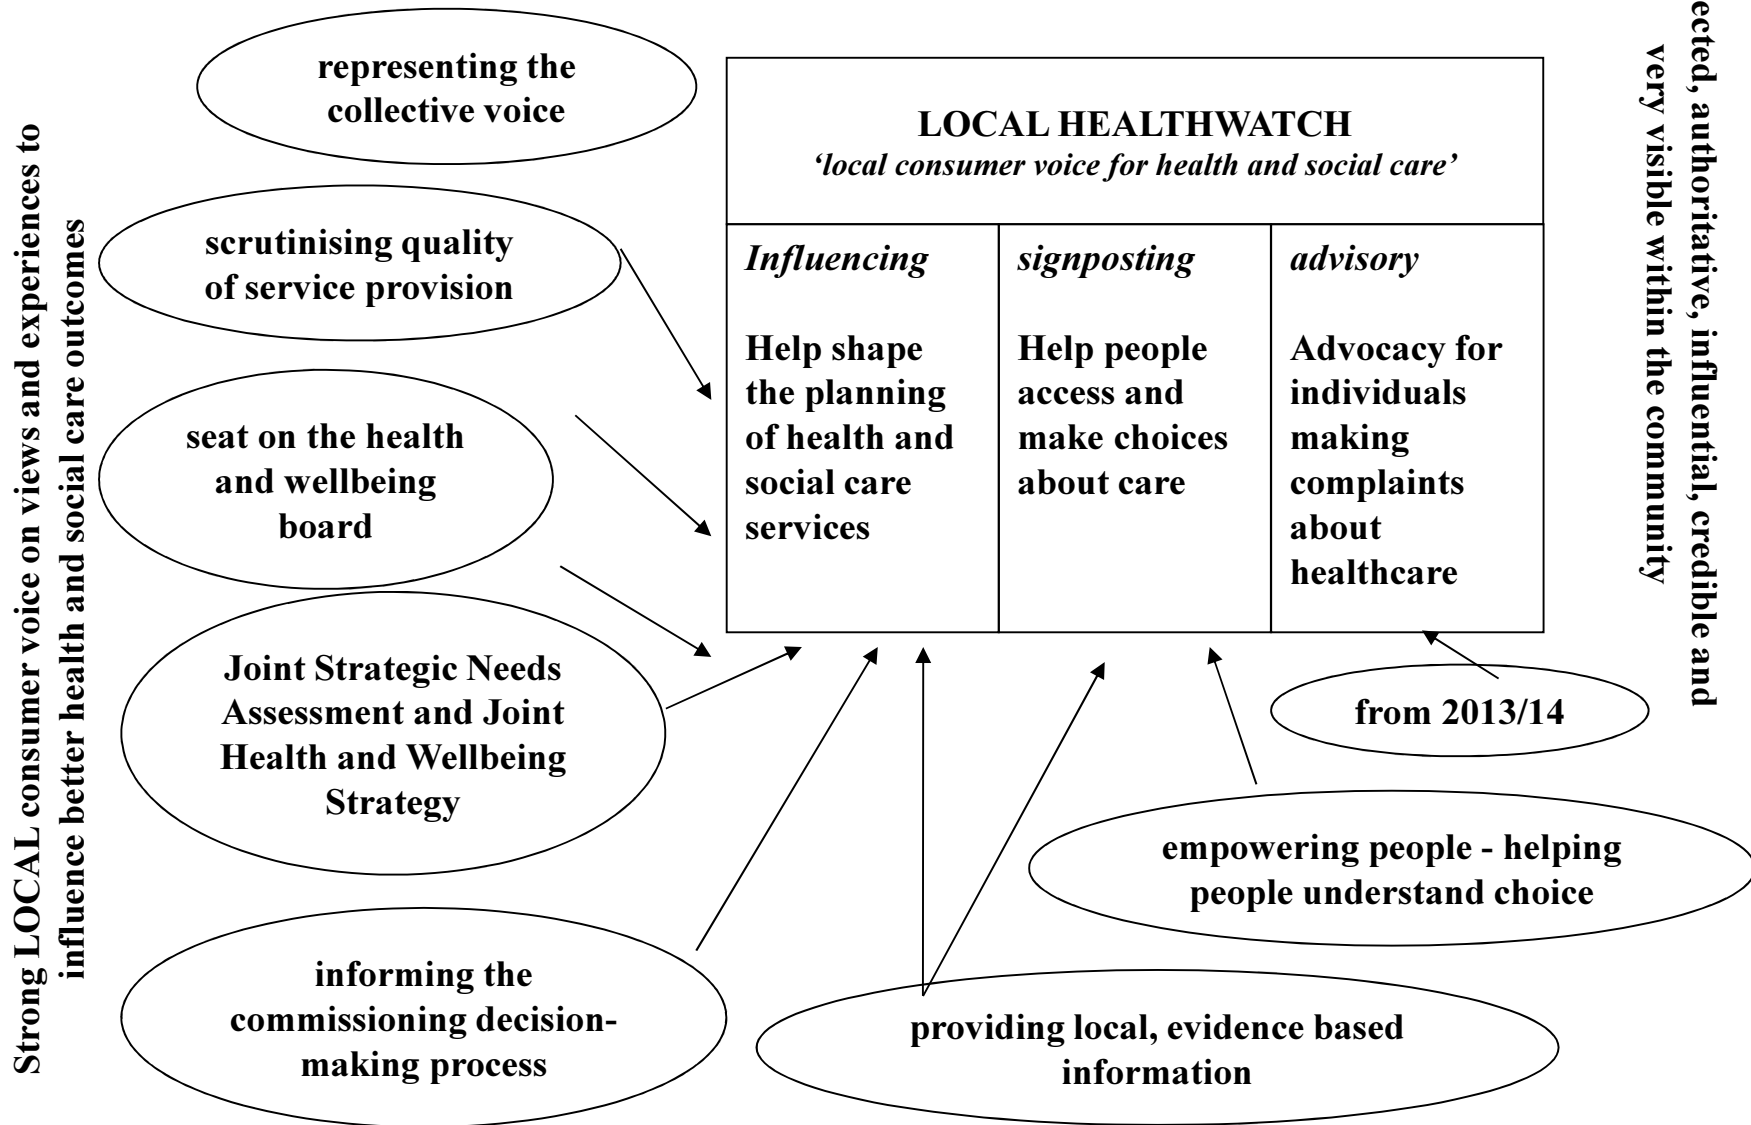 Strong LOCAL consumer voice on views and experiences to
influence better health and social care outcomes
representing the
collective voice
scrutinising quality
of service provision
seat on the health
and wellbeing
board
Joint Strategic Needs
Assessment and Joint
Health and Wellbeing
Strategy
informing the
commissioning decision-
making process
LOCAL HEALTHWATCH
‘local consumer voice for health and social care’
Influencing
Help shape
the planning
of health and
social care
services
signposting
Help people
access and
make choices
about care
advisory
Advocacy for
individuals
making
complaints
about
healthcare
from 2013/14
empowering people - helping
people understand choice
providing local, evidence based
information
authoritative, influential, credible and
very visible within the community